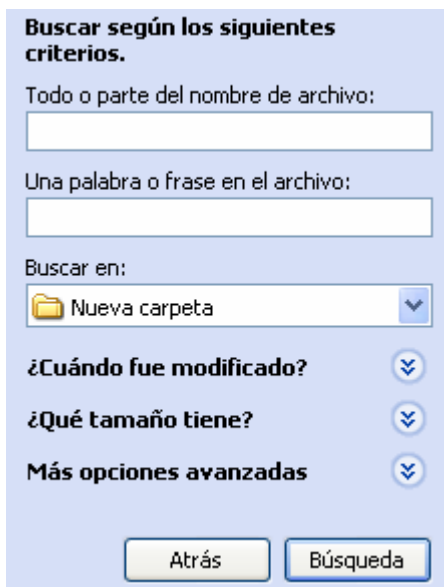 Buscar según los siguientes
criterios.
Todo o parte del nombre de archivo:
Una palabra o frase en el archivo:
Buscar en:
Nueva carpeta
¿Cuándo fue modificado?
¿Qué tamaño tiene?
Más opciones avanzadas
Atrás Búsqueda